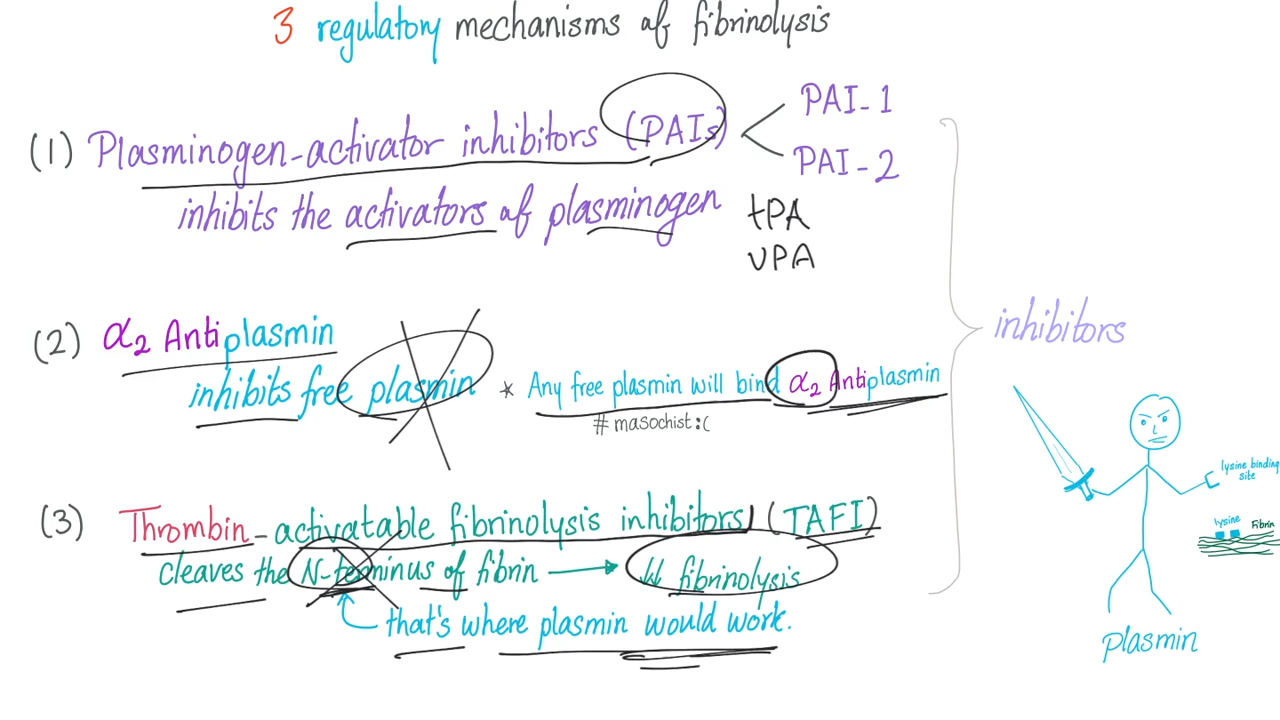 3 regulatory mechanisms of fibrinolysis
(1) Plasminogen-activator inhibitors (PAIs)
PAI-1
PAI-2
inhibits the activators of plasminogen
tPA
uPA
(2) α2 Antiplasmin
inhibits free plasmin
* Any free plasmin will bind α2 Antiplasmin
#masochist:(
(3) Thrombin-activatable fibrinolysis inhibitors (TAFI)
cleaves the N-terminus of fibrin → ↓↓ fibrinolysis
that's where plasmin would work.
inhibitors
lysine binding
site
lysine
Fibrin
plasmin